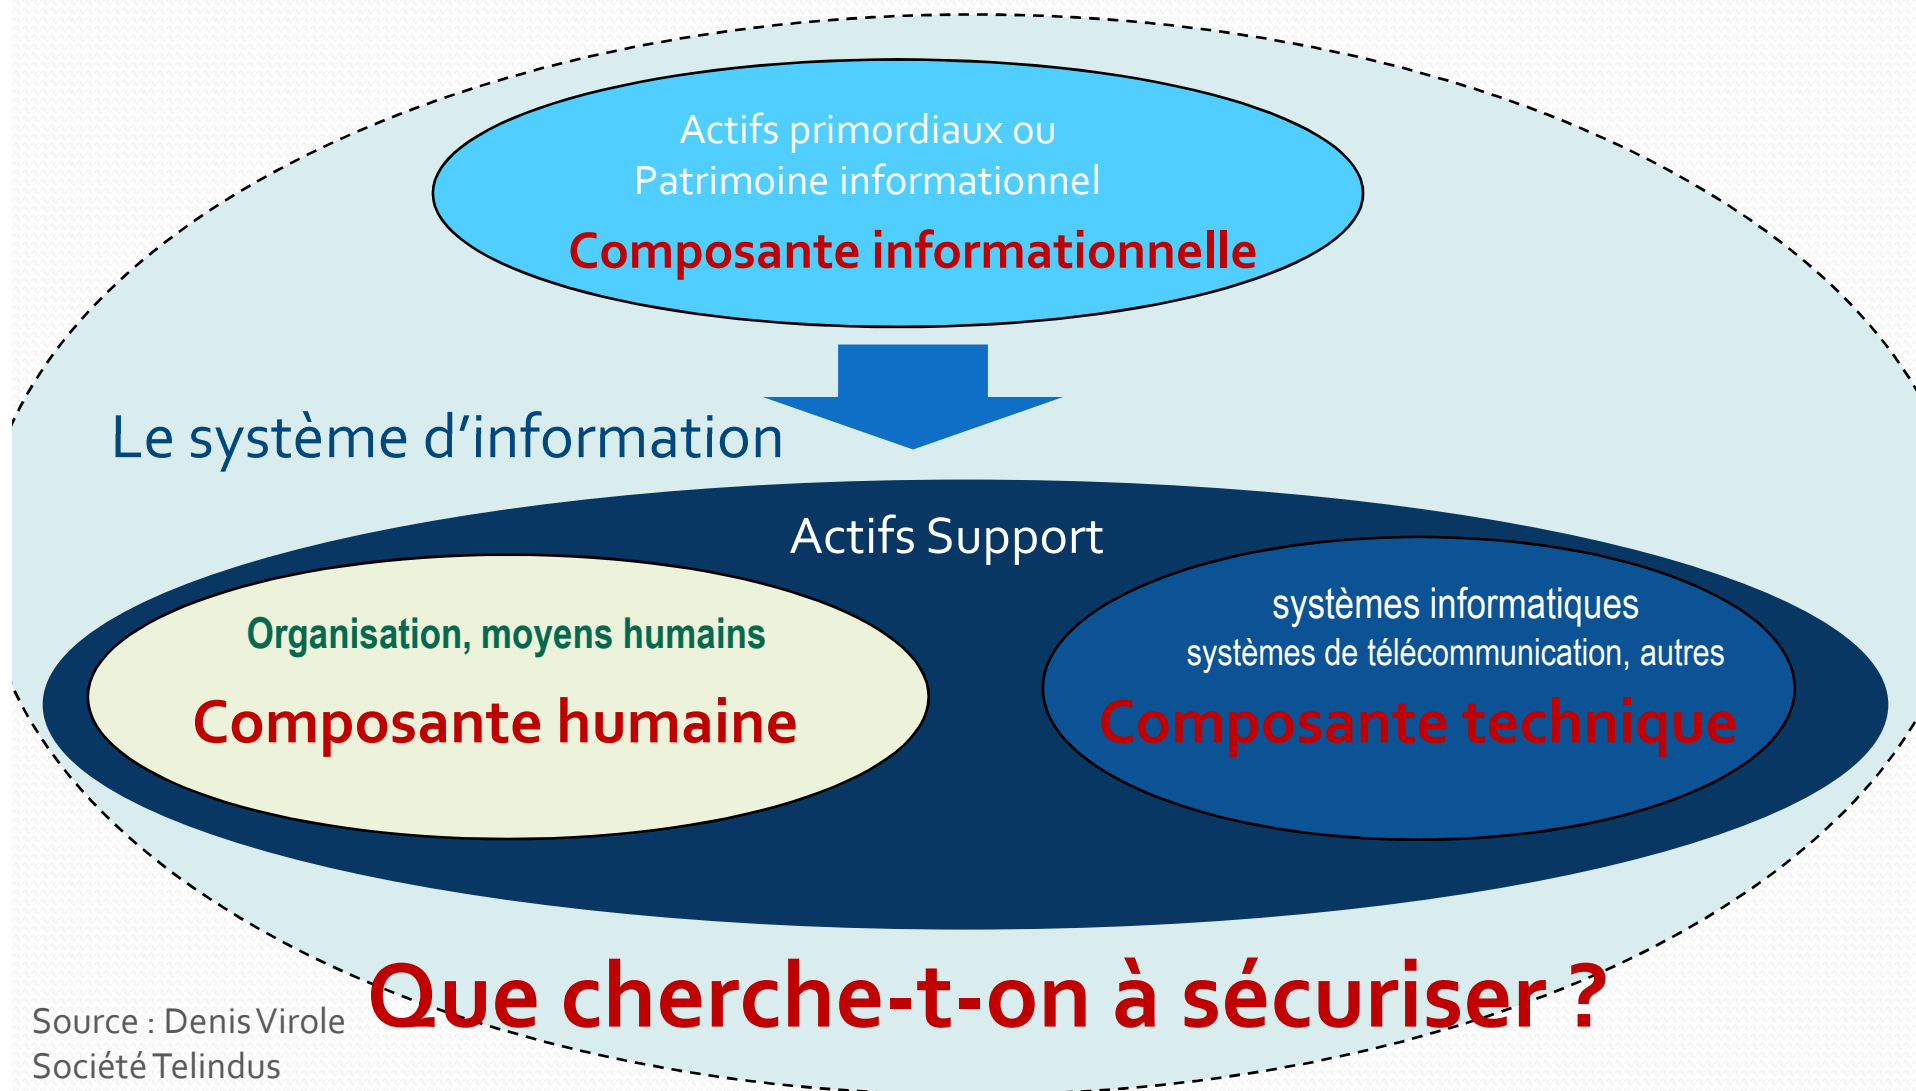 Actifs primordiaux ou
Patrimoine informationnel
Composante informationnelle
Le système d’information
Actifs Support
Organisation, moyens humains
Composante humaine
systèmes informatiques
systèmes de télécommunication, autres
Composante technique
Que cherche-t-on à sécuriser ?
Source : Denis Virole
Société Telindus